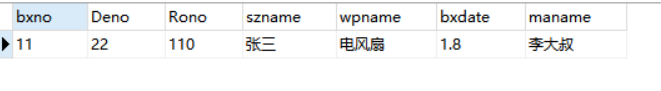 bxno Deno Rono szname wpname bxdate maname
11 22 110 张三 电风扇 1.8 李大叔